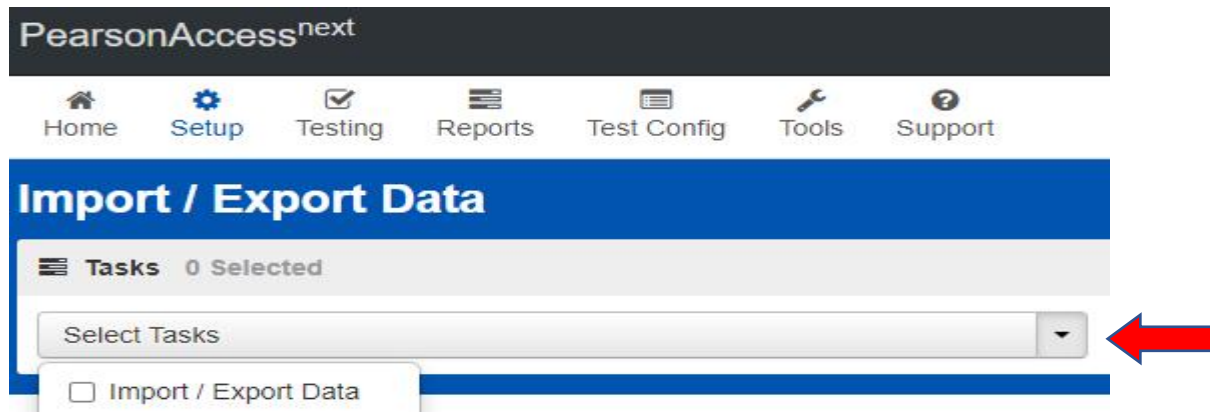 PearsonAccessnext
Home Setup Testing Reports Test Config Tools Support
Import / Export Data
Tasks 0 Selected
Select Tasks
Import / Export Data